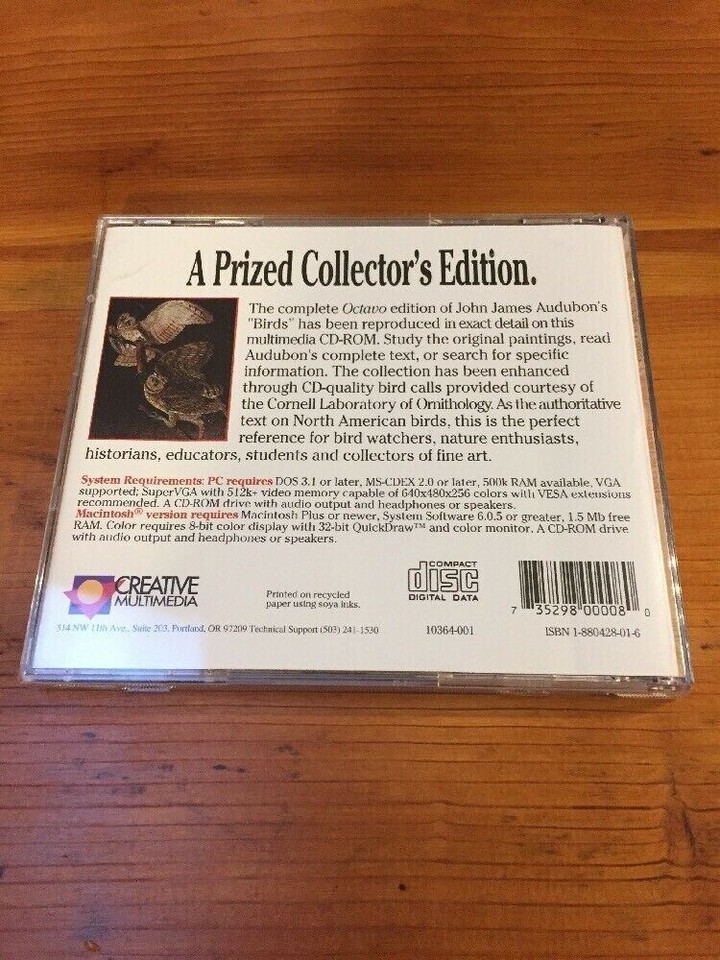 A Prized Collector's Edition.
The complete Octavo edition of John James Audubon's
"Birds" has been reproduced in exact detail on this
multimedia CD-ROM. Study the original paintings, read
Audubon's complete text, or search for specific
information. The collection has been enhanced
through CD-quality bird calls provided courtesy of
the Cornell Laboratory of Ornithology. As the authoritative
text on North American birds, this is the perfect
reference for bird watchers, nature enthusiasts,
historians, educators, students and collectors of fine art.
System Requirements: PC requires DOS 3.1 or later, MS-CDEX 2.0 or later, 500k RAM available, VGA
supported; SuperVGA with 512k+ video memory capable of 640x480x256 colors with VESA extensions
recommended. A CD-ROM drive with audio output and headphones or speakers.
Macintosh® version requires Macintosh Plus or newer, System Software 6.0.5 or greater, 1.5 Mb free
RAM. Color requires 8-bit color display with 32-bit QuickDraw™ and color monitor. A CD-ROM drive
with audio output and headphones or speakers.
CREATIVE
MULTIMEDIA
Printed on recycled
paper using soya inks.
COMPACT
disc
DIGITAL DATA
7 35298 00008 0
514 NW 11th Ave., Suite 203, Portland, OR 97209 Technical Support (503) 241-1530
10364-001
ISBN 1-880428-01-6